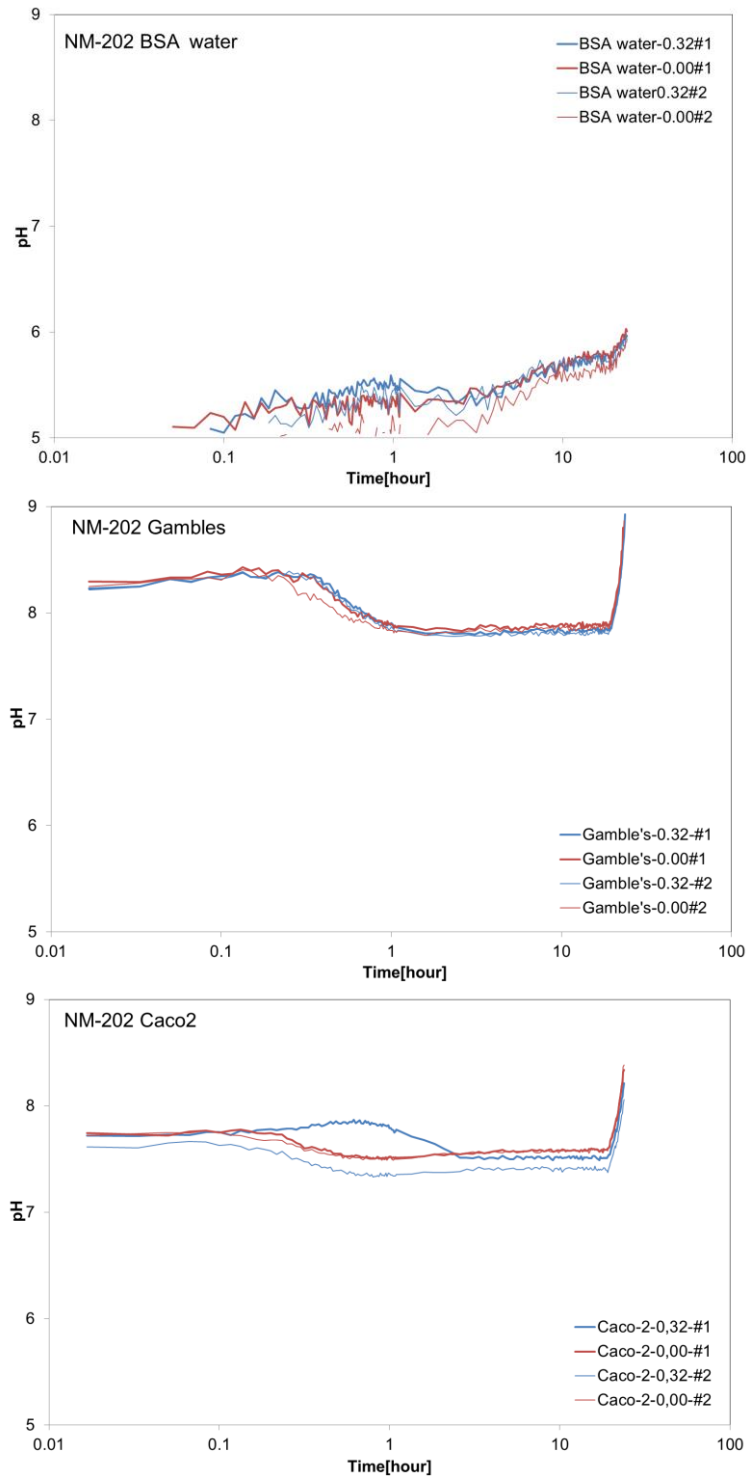 NM-202 BSA water
BSA water-0.32#1
BSA water-0.00#1
BSA water0.32#2
BSA water-0.00#2
9
8
7
6
5
pH
0.01 0.1 1 10 100
Time[hour]
NM-202 Gambles
9
8
7
6
5
pH
Gamble's-0.32-#1
Gamble's-0.00#1
Gamble's-0.32-#2
Gamble's-0.00#2
0.01 0.1 1 10 100
Time[hour]
NM-202 Caco2
9
8
7
6
5
pH
Caco-2-0,32-#1
Caco-2-0,00-#1
Caco-2-0,32-#2
Caco-2-0,00-#2
0.01 0.1 1 10 100
Time[hour]